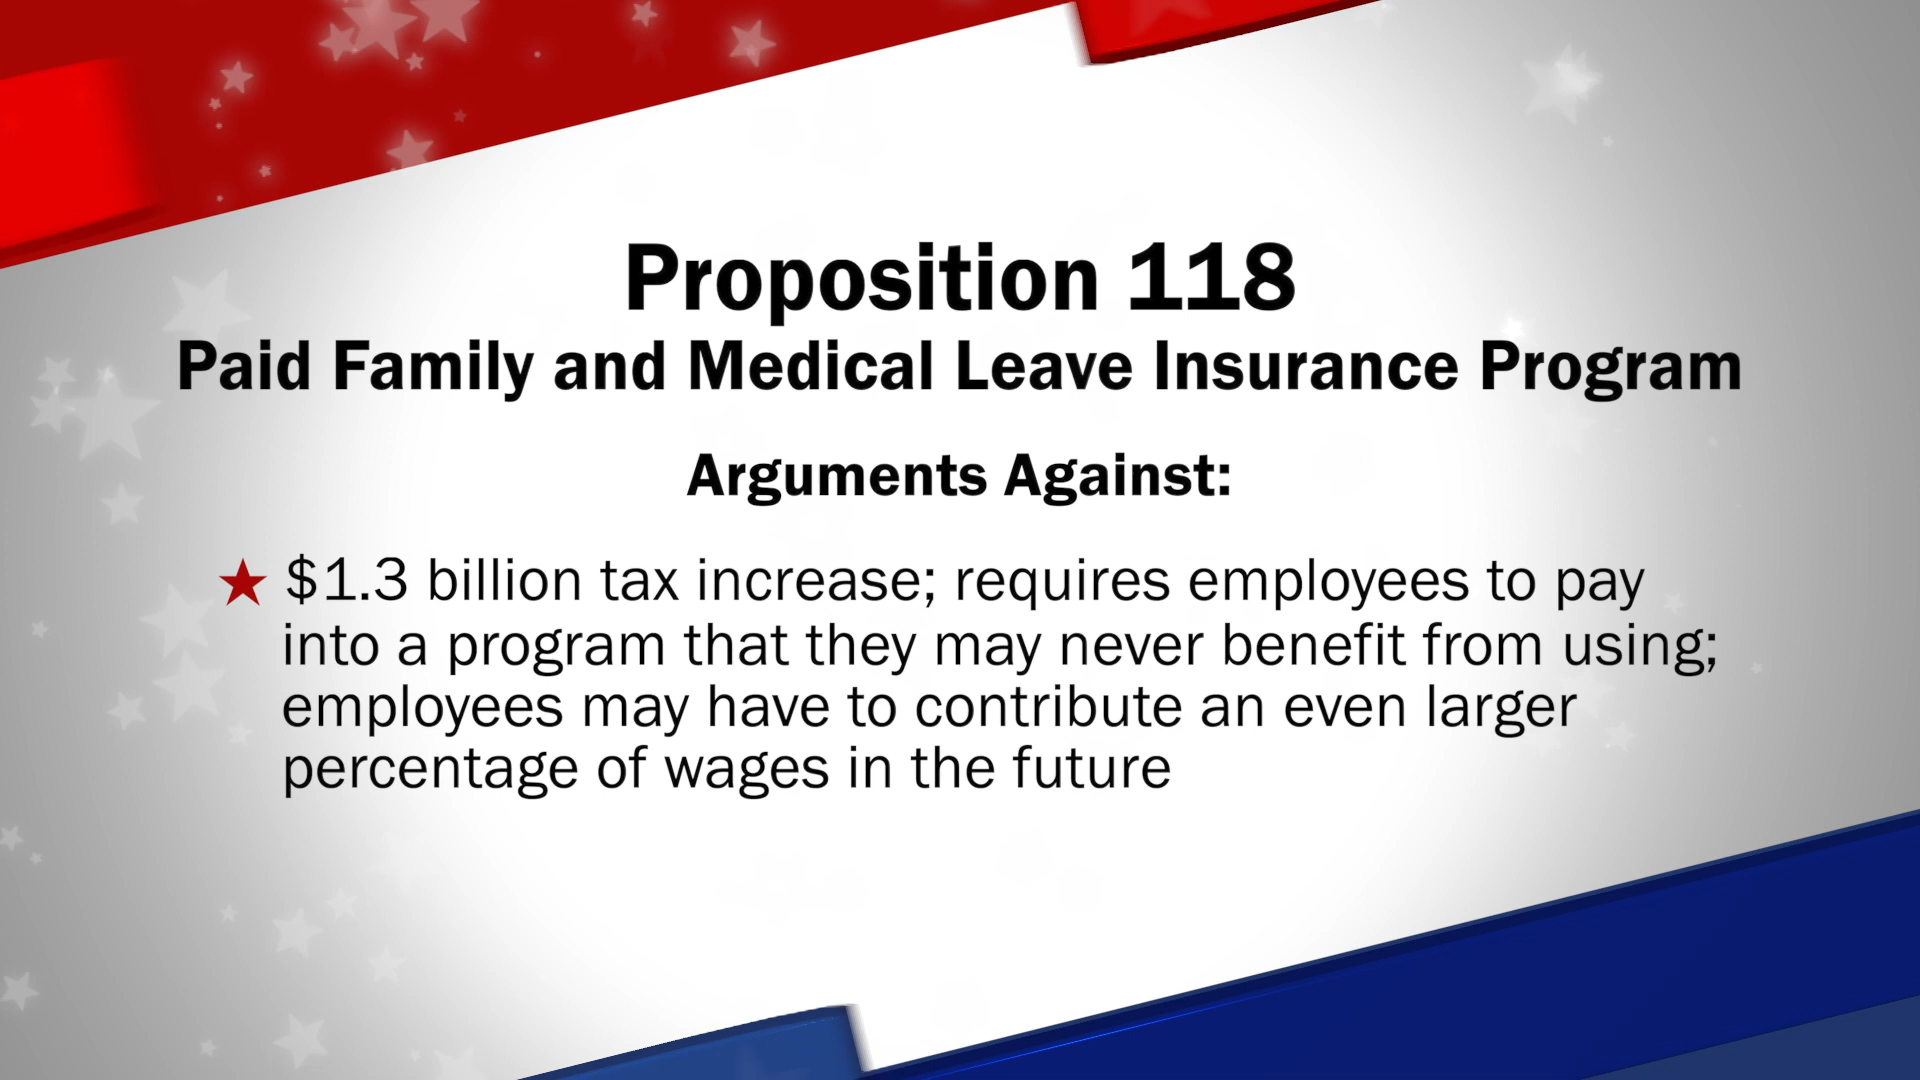 Proposition 118
Paid Family and Medical Leave Insurance Program
Arguments Against:
$1.3 billion tax increase; requires employees to pay
into a program that they may never benefit from using;
employees may have to contribute an even larger
percentage of wages in the future